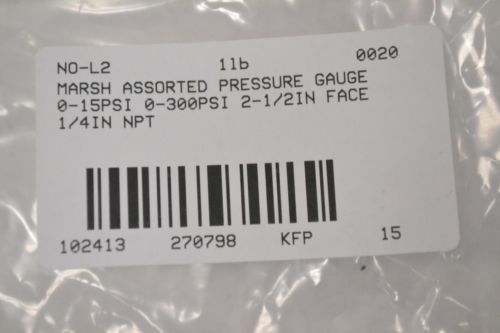 NO-L2 1lb 0020
MARSH ASSORTED PRESSURE GAUGE
0-15PSI 0-300PSI 2-1/2IN FACE
1/4IN NPT
102413 270798 KFP 15